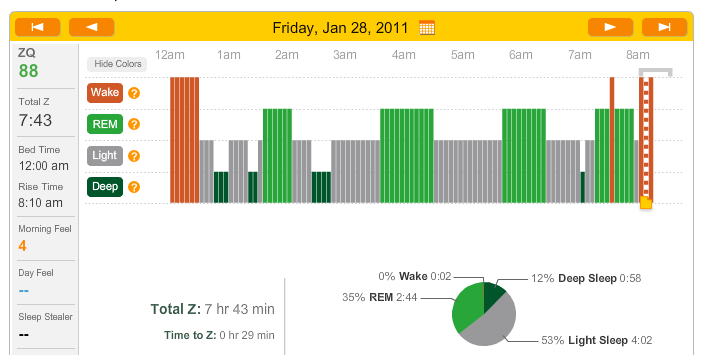 Friday, Jan 28, 2011
ZQ
88
Total Z
7:43
Bed Time
12:00 am
Rise Time
8:10 am
Morning Feel
4
Day Feel
--
Sleep Stealer
--
12am 1am 2am 3am 4am 5am 6am 7am 8am
Hide Colors
Wake ?
REM ?
Light ?
Deep ?
Total Z: 7 hr 43 min
Time to Z: 0 hr 29 min
0% Wake 0:02
12% Deep Sleep 0:58
35% REM 2:44
53% Light Sleep 4:02